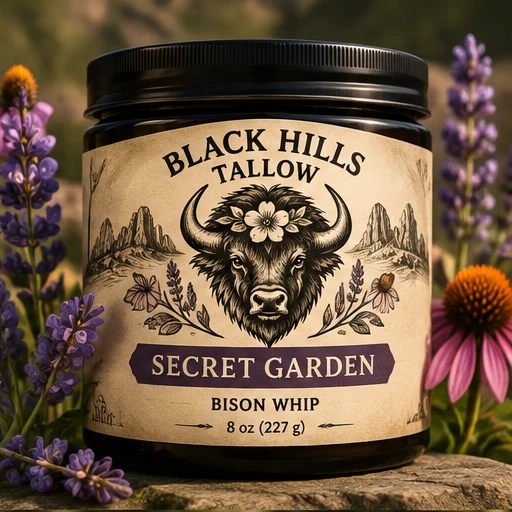 BLACK HILLS
TALLOW
SECRET GARDEN
BISON WHIP
8 oz (227 g)